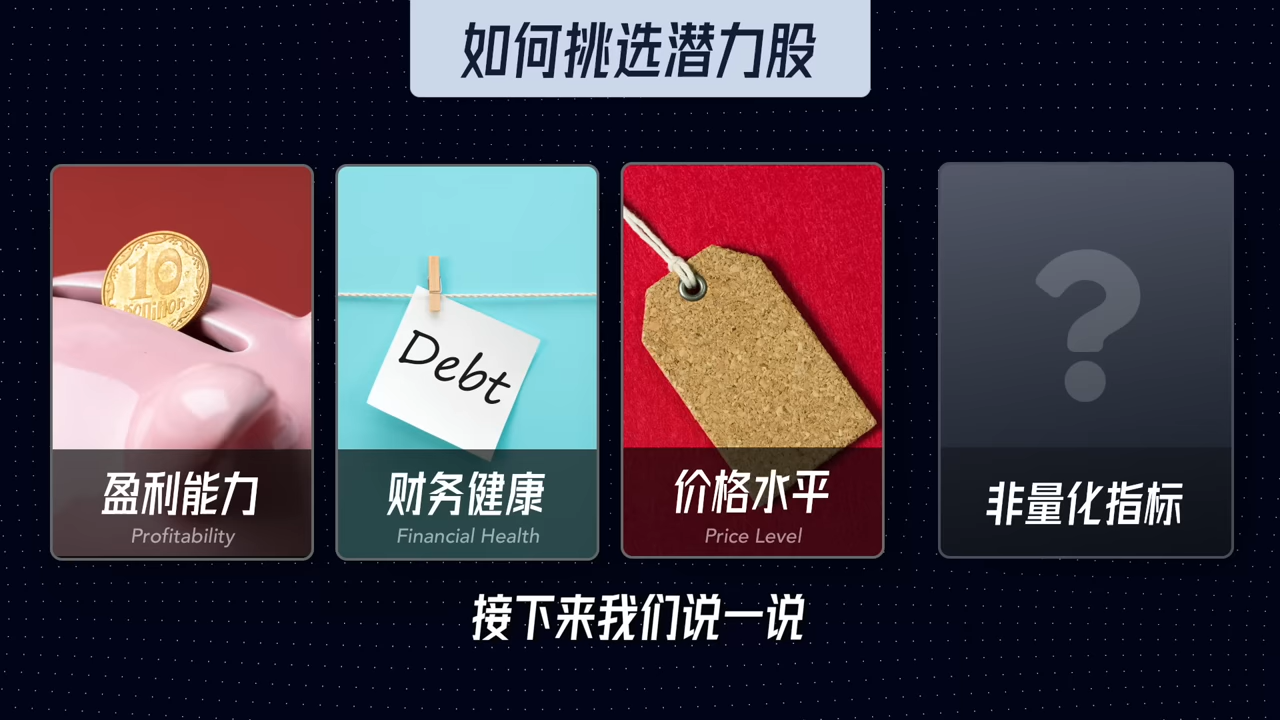 如何挑选潜力股
10
Debt
盈利能力
Profitability
财务健康
Financial Health
价格水平
Price Level
?
非量化指标
接下来我们说一说